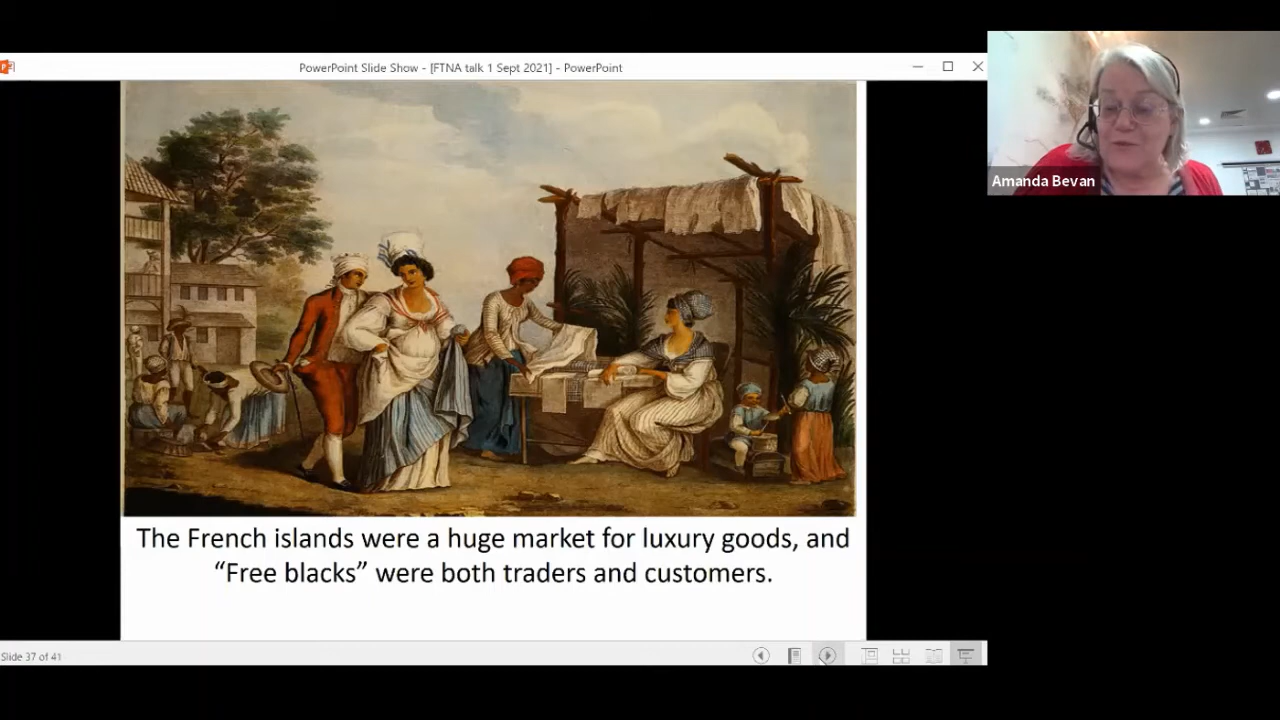 PowerPoint Slide Show - [FTNA talk 1 Sept 2021] - PowerPoint
Amanda Bevan
The French islands were a huge market for luxury goods, and
“Free blacks” were both traders and customers.
Slide 37 of 41